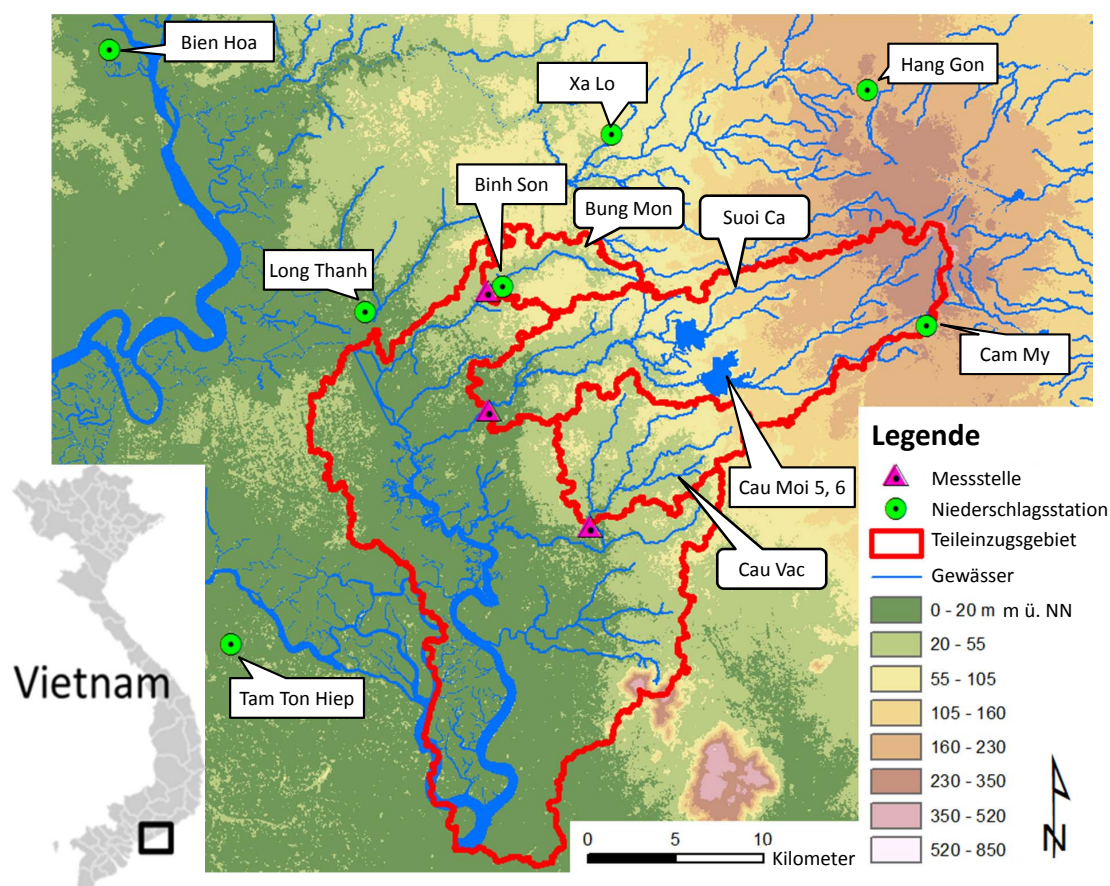 Bien Hoa
Hang Gon
Xa Lo
Binh Son
Bung Mon
Suoi Ca
Long Thanh
Cam My
Legende
Messstelle
Niederschlagsstation
Teileinzugsgebiet
Gewässer
0 - 20 m m ü. NN
20 - 55
55 - 105
105 - 160
160 - 230
230 - 350
350 - 520
520 - 850
Cau Moi 5, 6
Cau Vac
Tam Ton Hiep
Vietnam
0 5 10
Kilometer
N